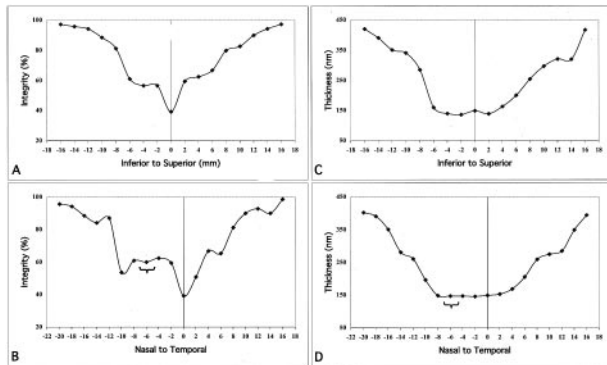 100
80
60
40
20
Integrity (%)
-18 -16 -14 -12 -10 -8 -6 -4 -2 0 2 4 6 8 10 12 14 16 18
A
Inferior to Superior (mm)
450
350
250
150
50
Thickness (nm)
-18 -16 -14 -12 -10 -8 -6 -4 -2 0 2 4 6 8 10 12 14 16 18
C
Inferior to Superior
100
80
60
40
20
Integrity (%)
-22 -20 -18 -16 -14 -12 -10 -8 -6 -4 -2 0 2 4 6 8 10 12 14 16 18
B
Nasal to Temporal
450
350
250
150
50
Thickness (nm)
-22 -20 -18 -16 -14 -12 -10 -8 -6 -4 -2 0 2 4 6 8 10 12 14 16 18
D
Nasal to Temporal